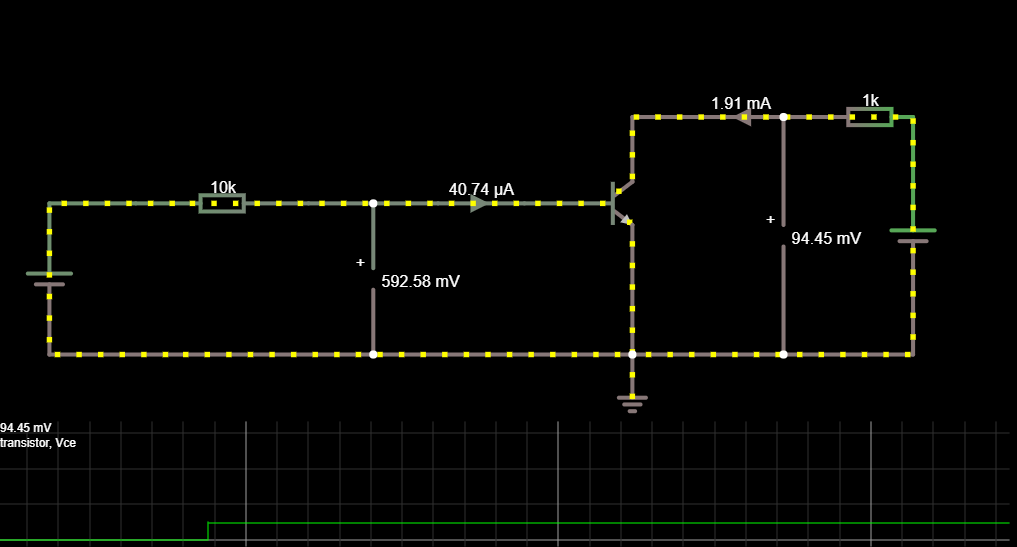 1.91 mA
1k
10k
40.74 µA
+
94.45 mV
+
592.58 mV
94.45 mV
transistor, Vce